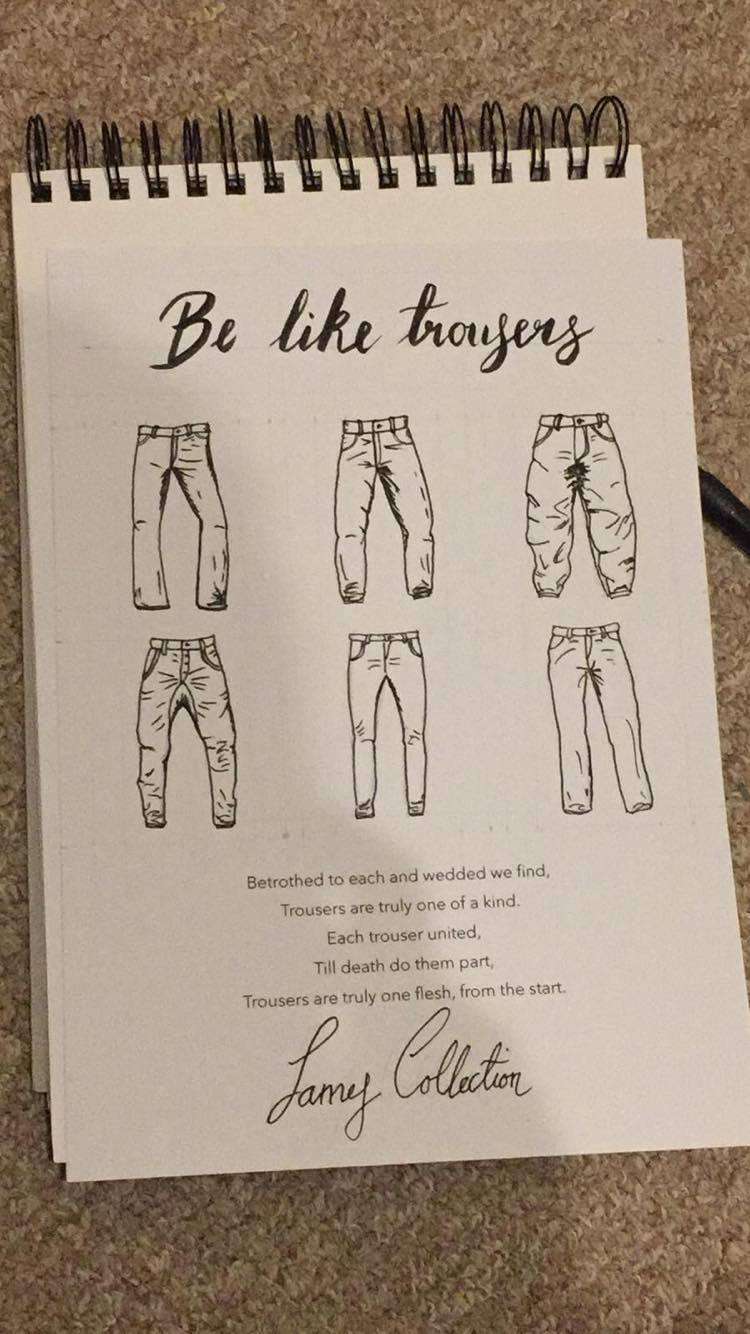 Be like trousers
Betrothed to each and wedded we find,
Trousers are truly one of a kind.
Each trouser united,
Till death do them part,
Trousers are truly one flesh, from the start.
Lamy Collection